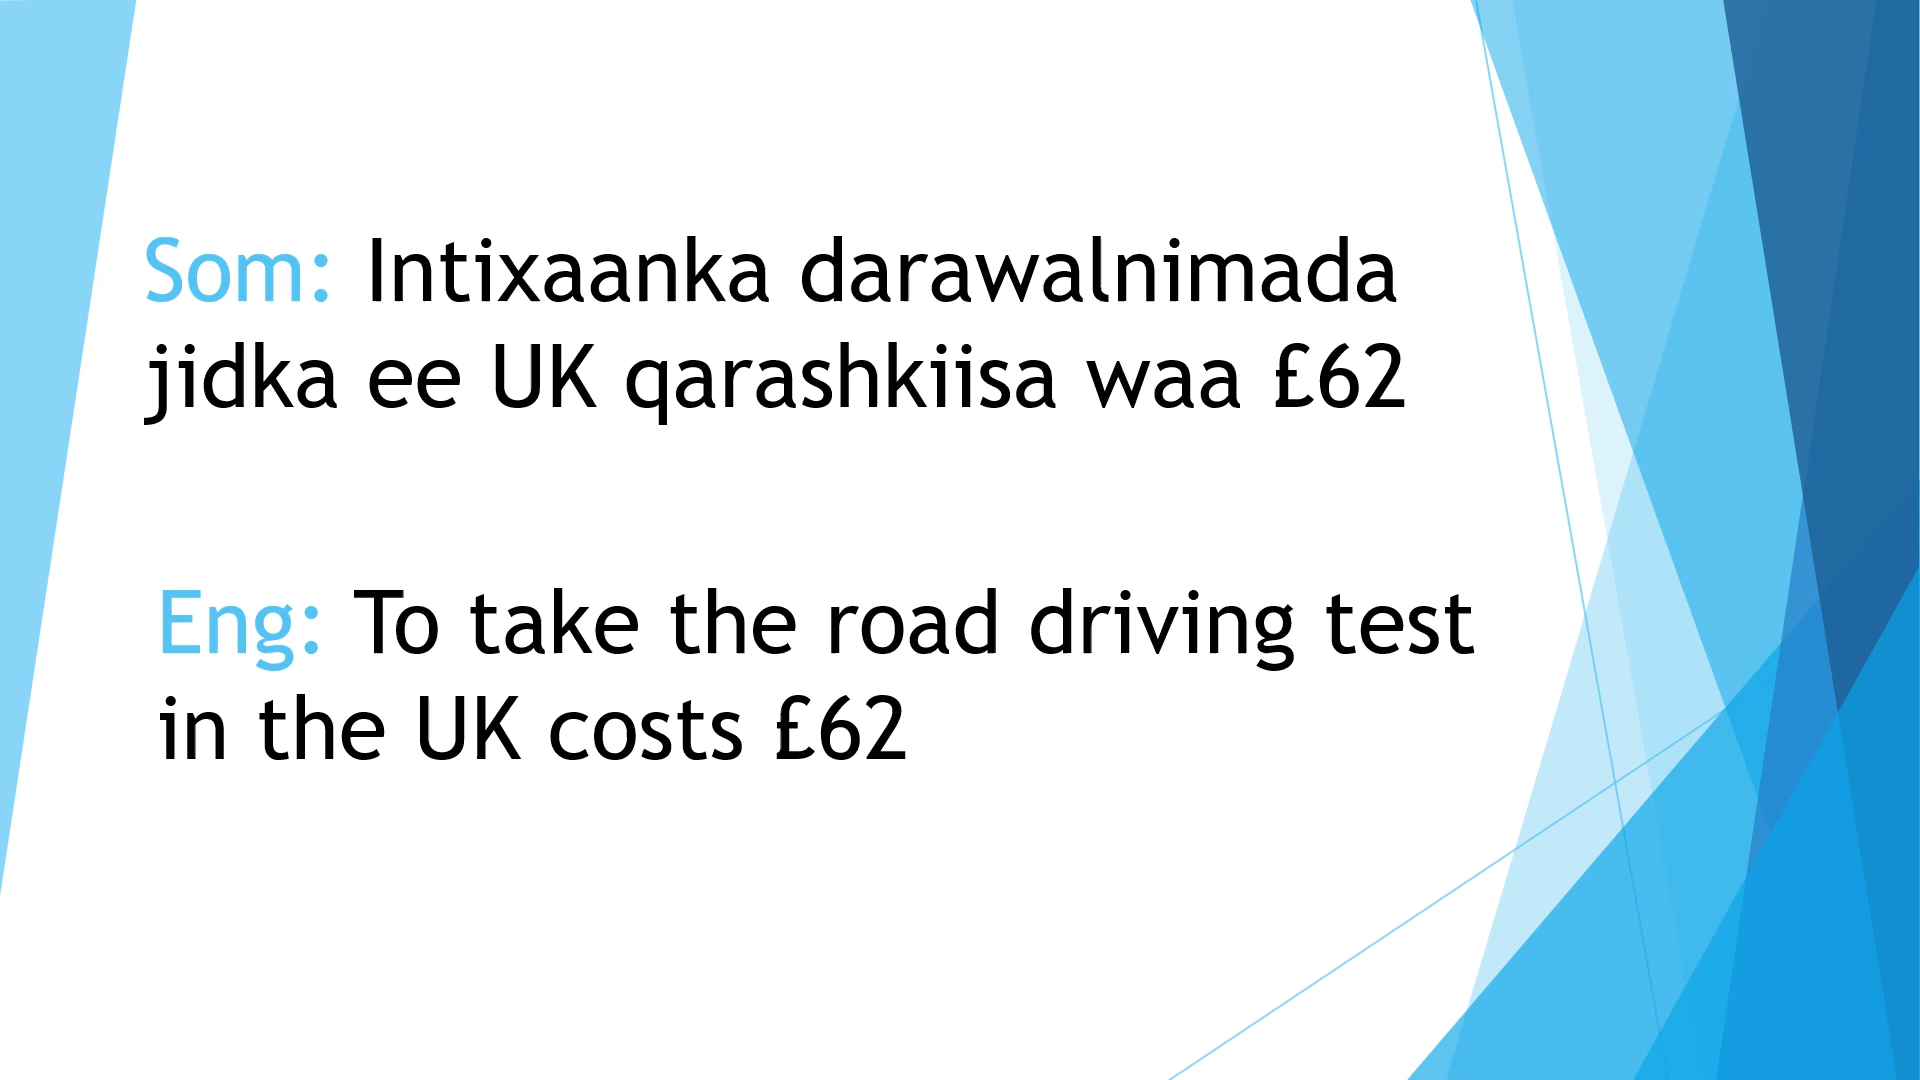 Som: Intixaanka darawalnimada
jidka ee UK qarashkiisa waa £62
Eng: To take the road driving test
in the UK costs £62